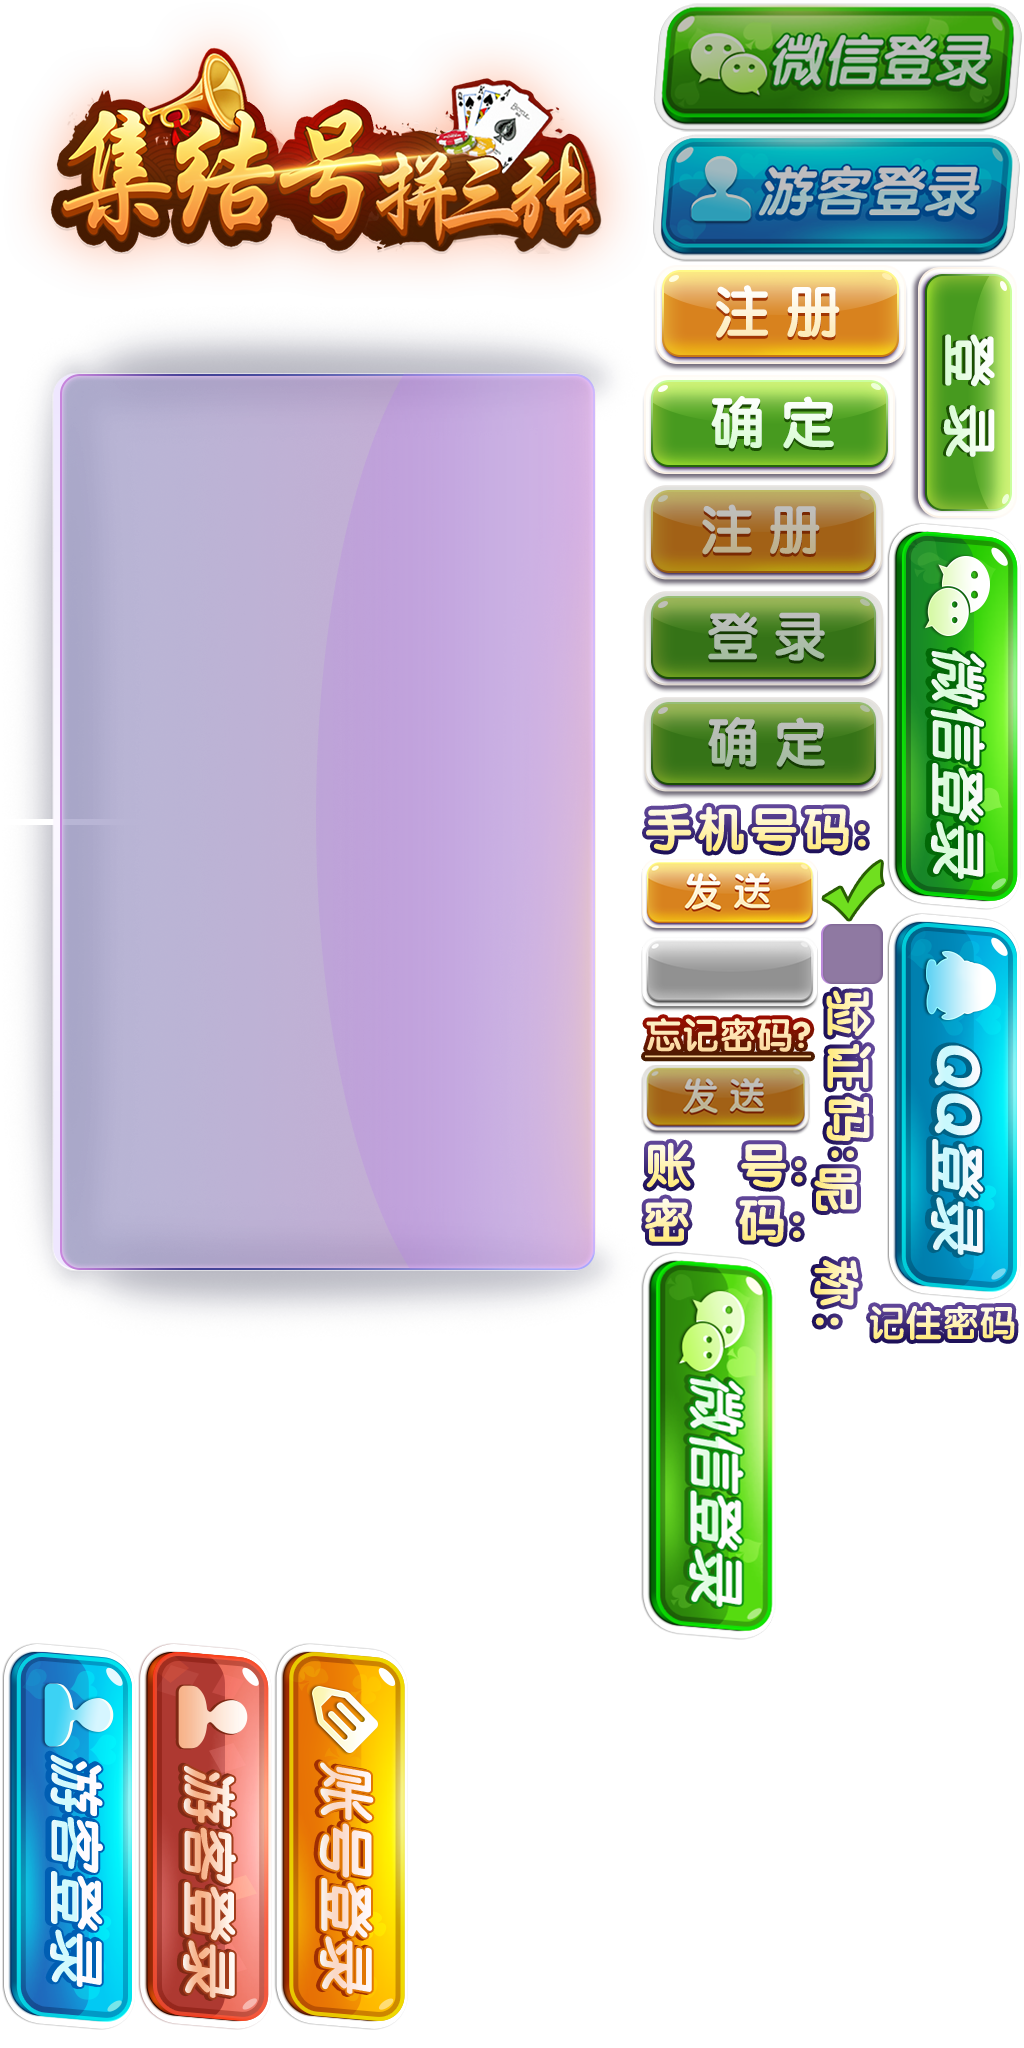 集结号拼三张
微信登录
游客登录
注册
登录
确定
注册
登录
确定
微信登录
手机号码:
发送
忘记密码?
发送
验证码:
QQ登录
账 号:
密 码:
昵 称:
记住密码
微信登录
游客登录
游客登录
账号登录